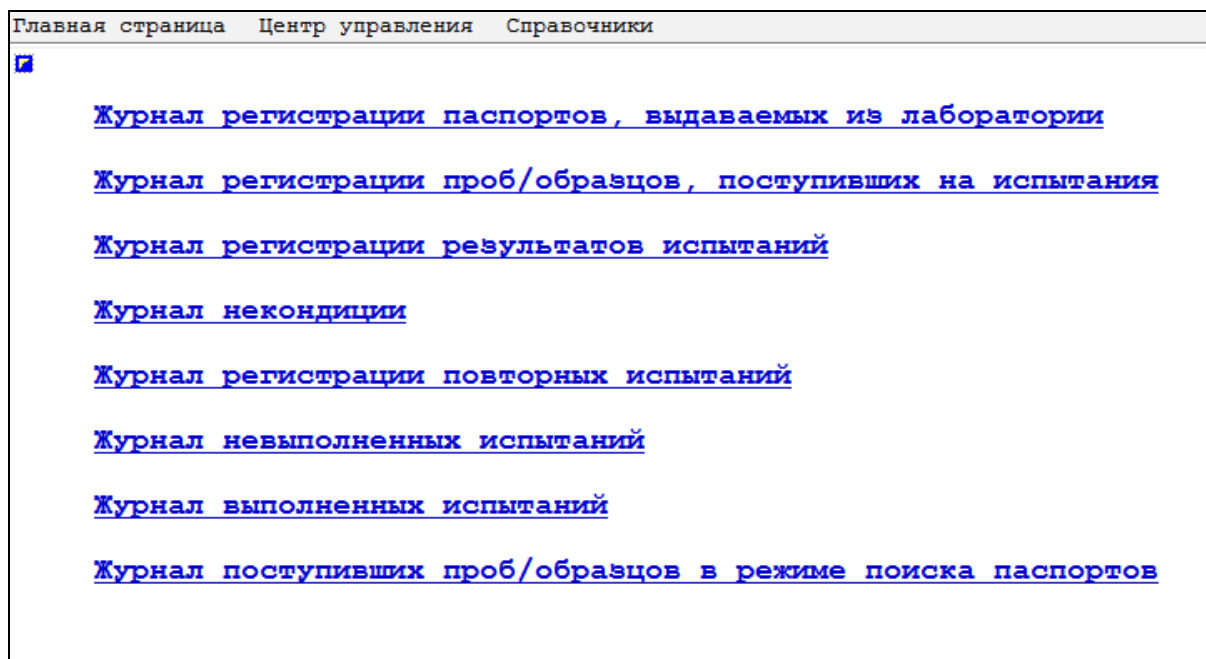 Главная страница Центр управления Справочники
Журнал регистрации паспортов, выдаваемых из лаборатории
Журнал регистрации проб/образцов, поступивших на испытания
Журнал регистрации результатов испытаний
Журнал некондиции
Журнал регистрации повторных испытаний
Журнал невыполненных испытаний
Журнал выполненных испытаний
Журнал поступивших проб/образцов в режиме поиска паспортов